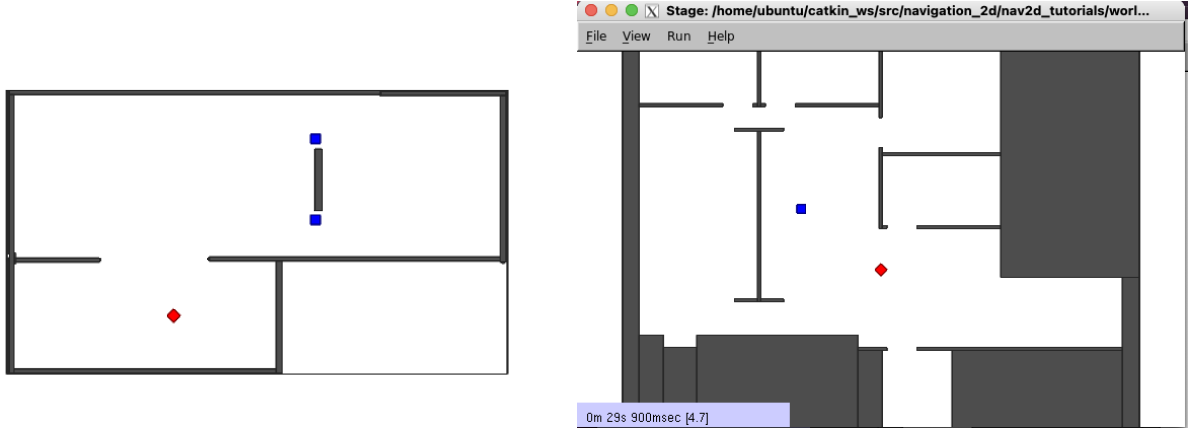 Stage: /home/ubuntu/catkin_ws/src/navigation_2d/nav2d_tutorials/worl...
File View Run Help
0m 29s 900msec [4.7]